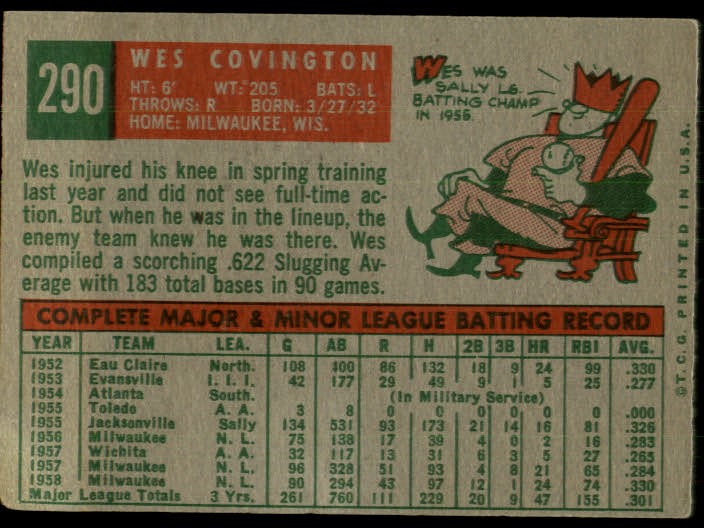 290
WES COVINGTON
HT: 6' WT: 205 BATS: L
THROWS: R BORN: 3/27/32
HOME: MILWAUKEE, WIS.
WES WAS
SALLY LG.
BATTING CHAMP
IN 1955.
Wes injured his knee in spring training
last year and did not see full-time ac-
tion. But when he was in the lineup, the
enemy team knew he was there. Wes
compiled a scorching .622 Slugging Av-
erage with 183 total bases in 90 games.
COMPLETE MAJOR & MINOR LEAGUE BATTING RECORD
YEAR TEAM LEA. G AB R H 2B 3B HR RBI AVG.
1952 Eau Claire North. 108 400 86 132 18 9 24 99 .330
1953 Evansville I. I. I. 42 177 29 49 9 1 5 25 .277
1954 Atlanta South. (In Military Service)
1955 Toledo A. A. 3 8 0 0 0 0 0 0 .000
1955 Jacksonville Sally 134 531 93 173 21 14 16 81 .326
1956 Milwaukee N. L. 75 138 17 39 4 0 2 16 .283
1957 Wichita A. A. 32 117 13 31 6 3 5 27 .265
1957 Milwaukee N. L. 96 328 51 93 4 8 21 65 .284
1958 Milwaukee N. L. 90 294 43 97 12 1 24 74 .330
Major League Totals 3 Yrs. 261 760 111 229 20 9 47 155 .301
©T.C.G. PRINTED IN U.S.A.